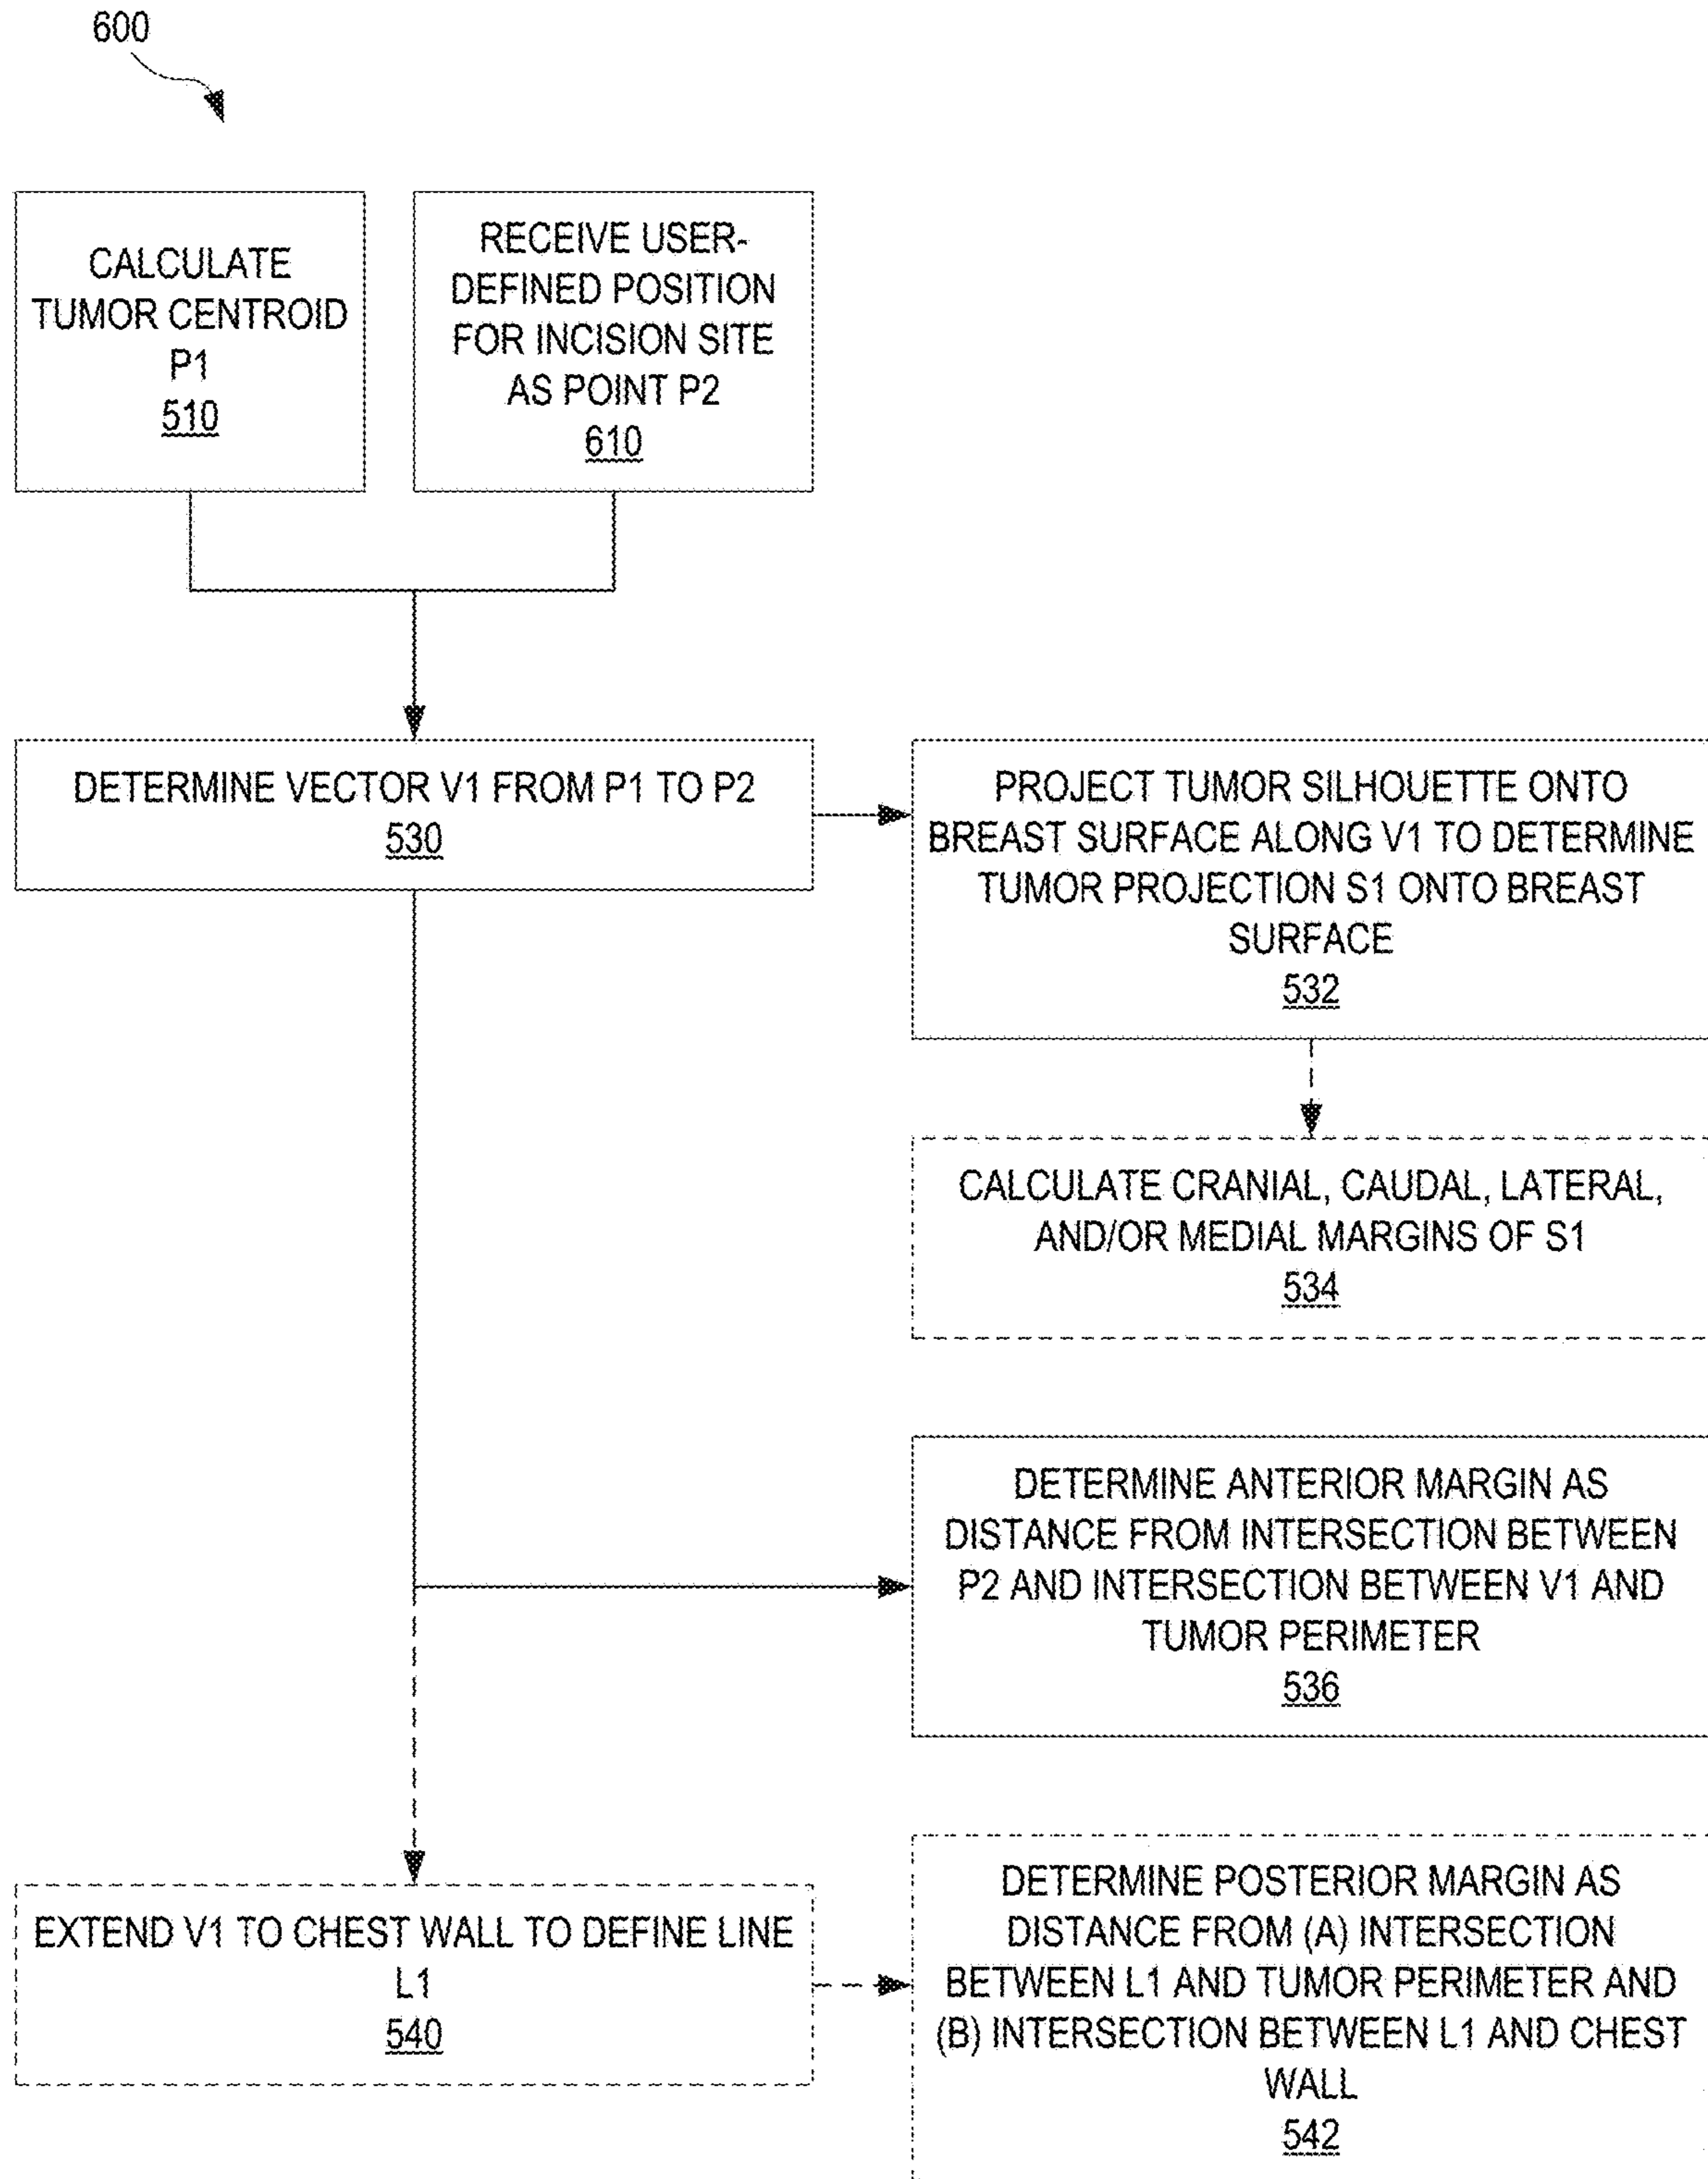 600
CALCULATE
TUMOR CENTROID
P1
510
RECEIVE USER-
DEFINED POSITION
FOR INCISION SITE
AS POINT P2
610
DETERMINE VECTOR V1 FROM P1 TO P2
530
PROJECT TUMOR SILHOUETTE ONTO
BREAST SURFACE ALONG V1 TO DETERMINE
TUMOR PROJECTION S1 ONTO BREAST
SURFACE
532
CALCULATE CRANIAL, CAUDAL, LATERAL,
AND/OR MEDIAL MARGINS OF S1
534
DETERMINE ANTERIOR MARGIN AS
DISTANCE FROM INTERSECTION BETWEEN
P2 AND INTERSECTION BETWEEN V1 AND
TUMOR PERIMETER
536
EXTEND V1 TO CHEST WALL TO DEFINE LINE
L1
540
DETERMINE POSTERIOR MARGIN AS
DISTANCE FROM (A) INTERSECTION
BETWEEN L1 AND TUMOR PERIMETER AND
(B) INTERSECTION BETWEEN L1 AND CHEST
WALL
542